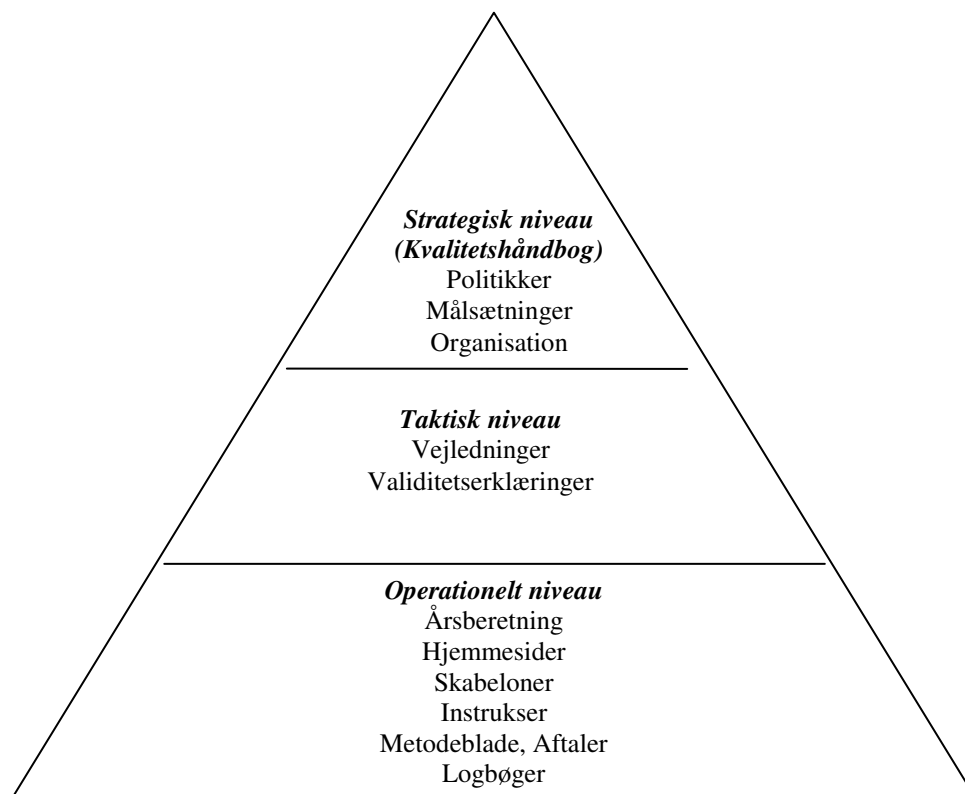 Strategisk niveau
(Kvalitetshåndbog)
Politikker
Målsætninger
Organisation
Taktisk niveau
Vejledninger
Validitetserklæringer
Operationelt niveau
Årsberetning
Hjemmesider
Skabeloner
Instrukser
Metodeblade, Aftaler
Logbøger